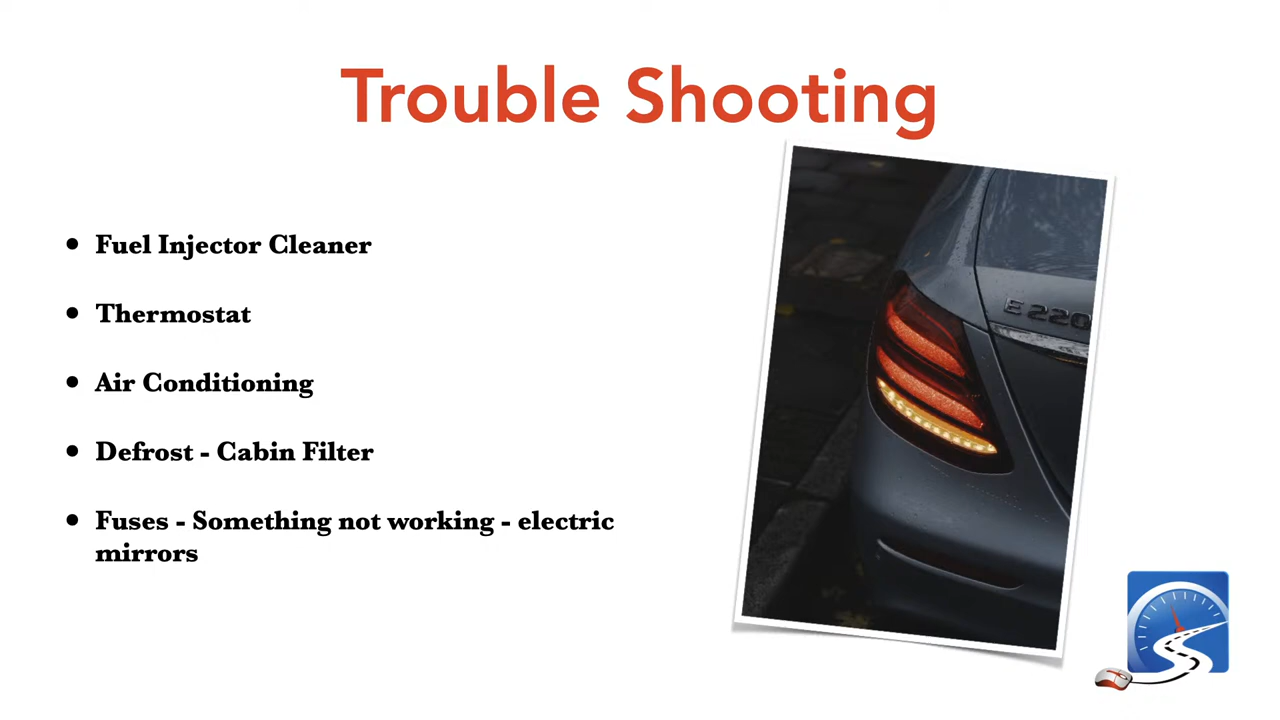 Trouble Shooting
• Fuel Injector Cleaner
• Thermostat
• Air Conditioning
• Defrost - Cabin Filter
• Fuses - Something not working - electric
mirrors
E 220